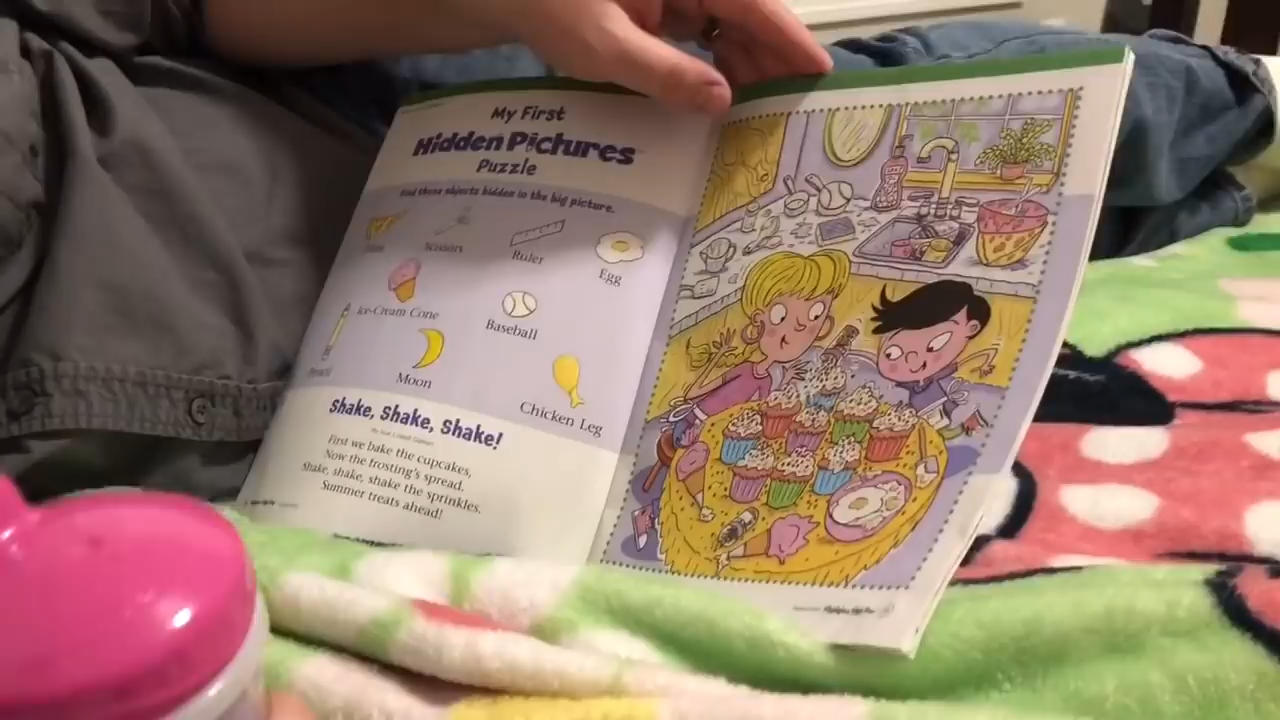 My First
Hidden Pictures
Puzzle
Find these objects hidden in the big picture.
Scissors
Ruler
Egg
Ice-Cream Cone
Baseball
Pencil
Moon
Chicken Leg
Shake, Shake, Shake!
First we bake the cupcakes,
Now the frosting's spread,
Shake, shake, shake the sprinkles,
Summer treats ahead!